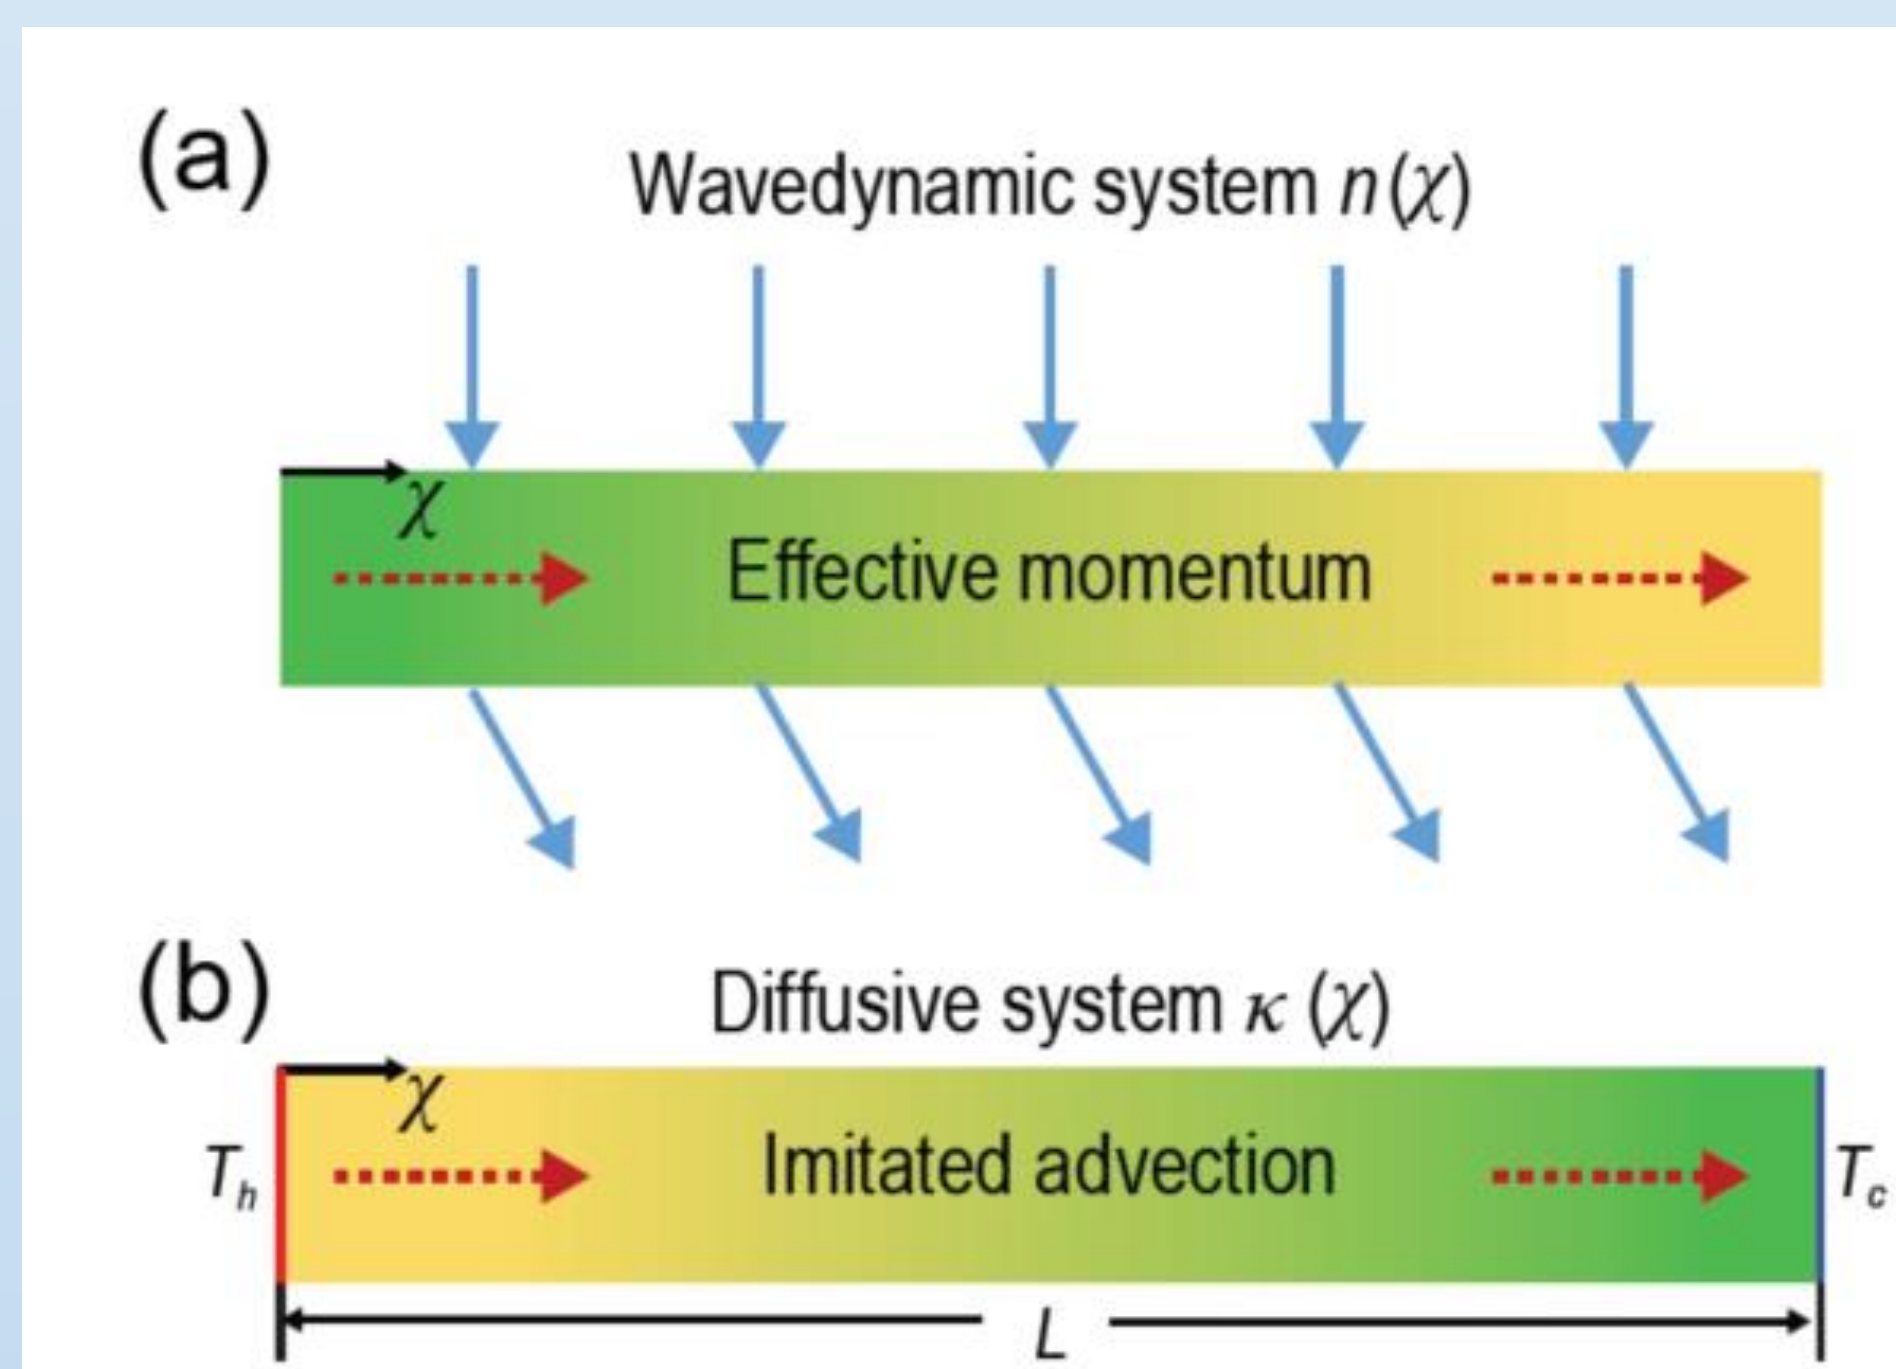 (a)
Wavedynamic system n(χ)
χ
Effective momentum
(b)
Diffusive system κ (χ)
χ
T_h
Imitated advection
T_c
L